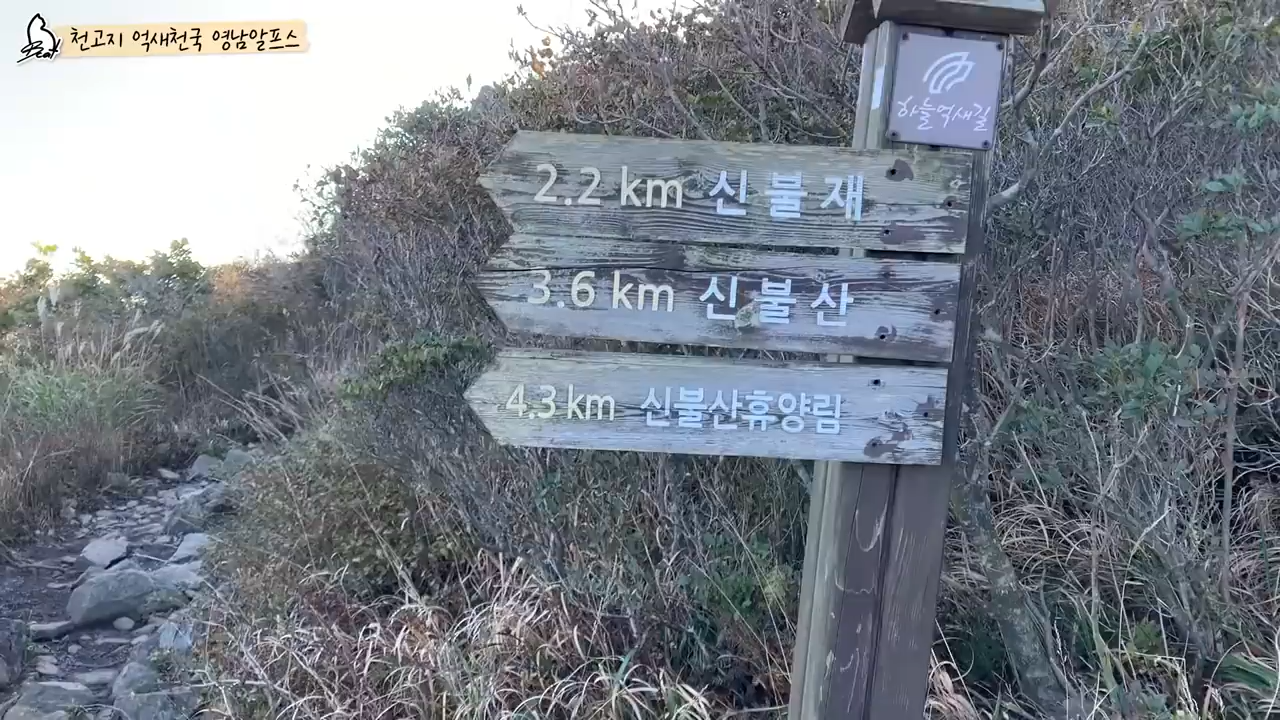 Peat
천고지 억새천국 영남알프스
하늘억새길
2.2 km 신불재
3.6 km 신불산
4.3 km 신불산휴양림